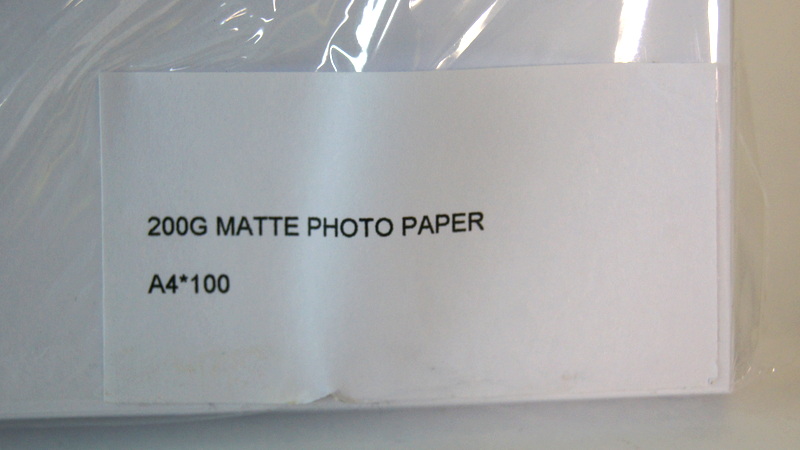 200G MATTE PHOTO PAPER
A4*100